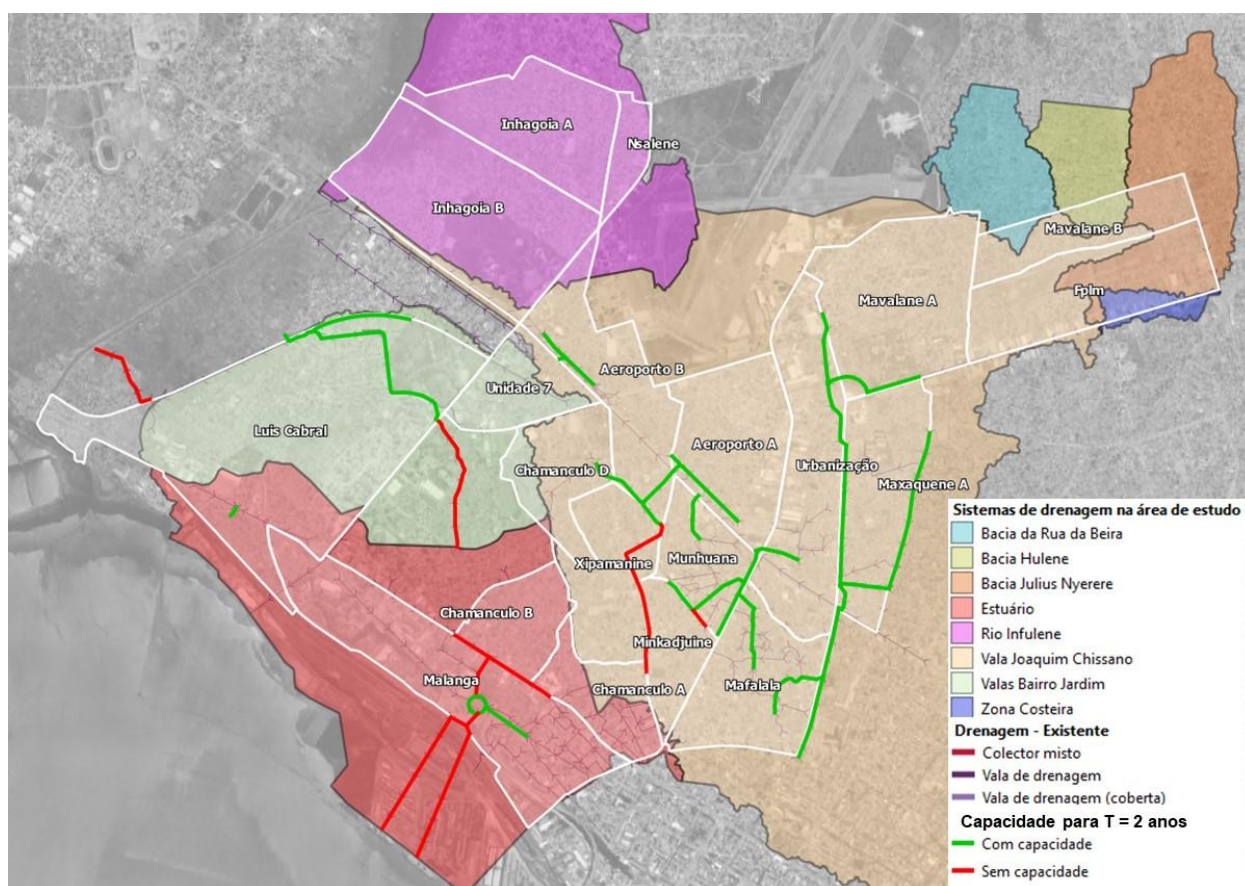 Inhagoia A
Nsalene
Inhagoia B
Mavalane B
Mavalane A
Fplm
Aeroporto B
Unidade 7
Luis Cabral
Aeroporto A
Chamanculo D
Urbanização
Maxaquene A
Xipamanine
Munhuana
Chamanculo B
Minkadjuine
Malanga
Chamanculo A
Mafalala
Sistemas de drenagem na área de estudo
Bacia da Rua da Beira
Bacia Hulene
Bacia Julius Nyerere
Estuário
Rio Infulene
Vala Joaquim Chissano
Valas Bairro Jardim
Zona Costeira
Drenagem - Existente
Colector misto
Vala de drenagem
Vala de drenagem (coberta)
Capacidade para T = 2 anos
Com capacidade
Sem capacidade